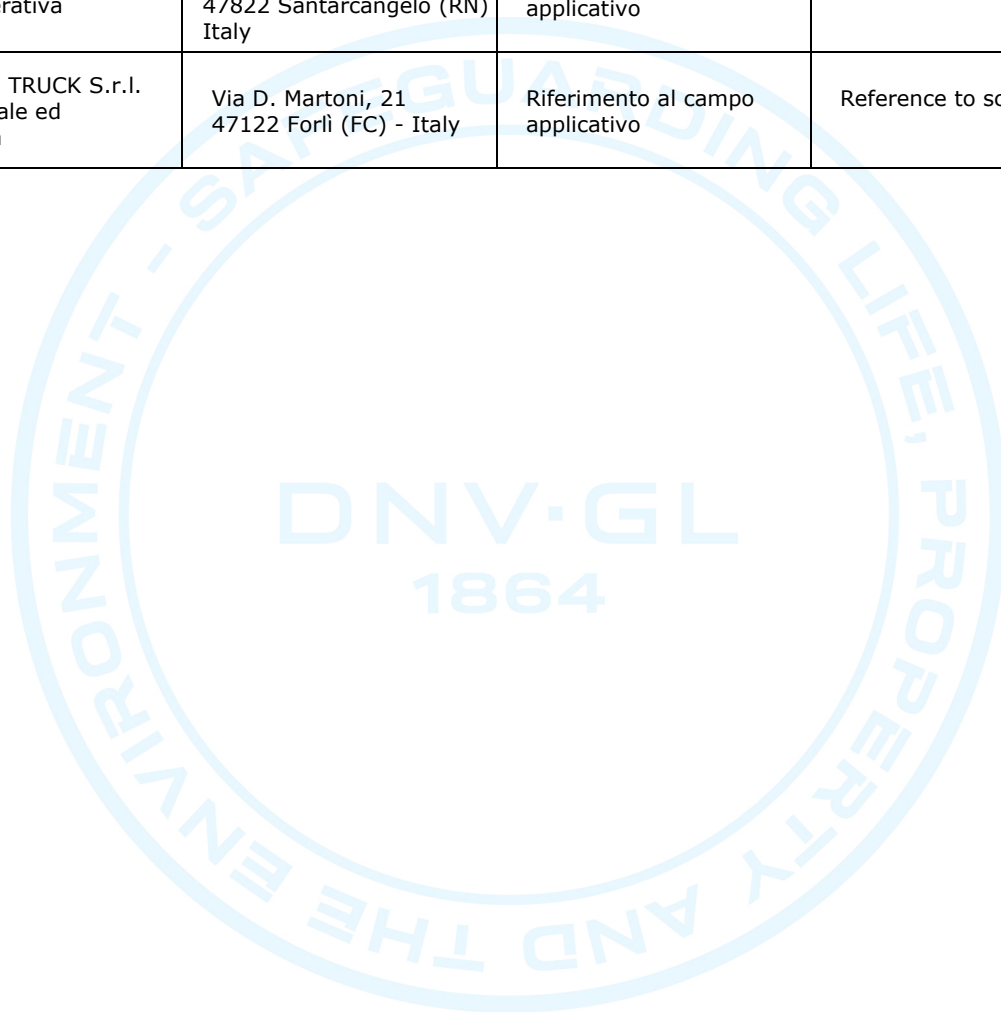 erativa
47822 Santarcangelo (RN)
Italy
applicativo
TRUCK S.r.l.
ale ed
Via D. Martoni, 21
47122 Forlì (FC) - Italy
Riferimento al campo
applicativo
Reference to sc
SAFEGUARDING LIFE, PROPERTY AND THE ENVIRONMENT -
DNV·GL
1864